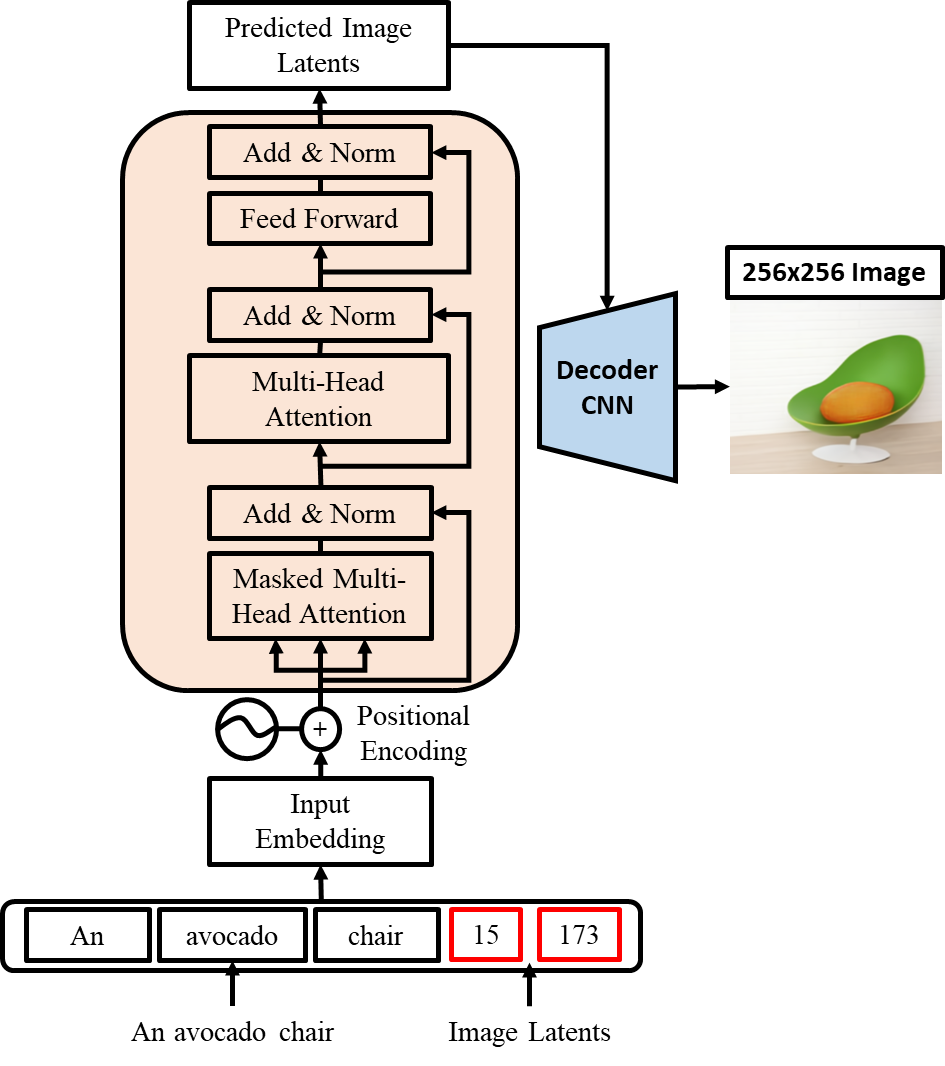 Predicted Image
Latents
Add & Norm
Feed Forward
Add & Norm
Multi-Head
Attention
Add & Norm
Masked Multi-
Head Attention
+
Positional
Encoding
Input
Embedding
An
avocado
chair
15
173
An avocado chair
Image Latents
Decoder
CNN
256x256 Image